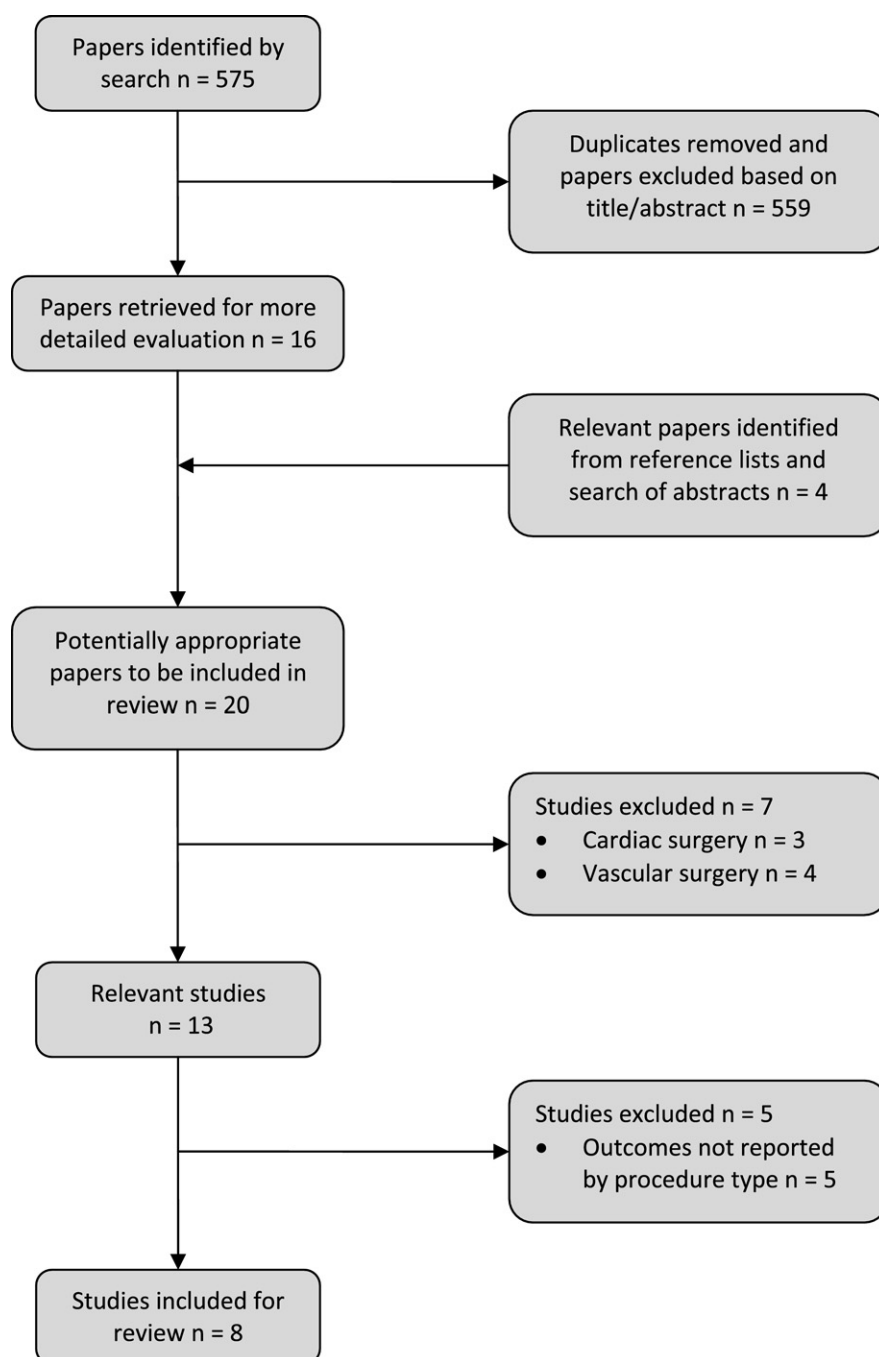 Papers identified by
search n = 575
Duplicates removed and
papers excluded based on
title/abstract n = 559
Papers retrieved for more
detailed evaluation n = 16
Relevant papers identified
from reference lists and
search of abstracts n = 4
Potentially appropriate
papers to be included in
review n = 20
Studies excluded n = 7
• Cardiac surgery n = 3
• Vascular surgery n = 4
Relevant studies
n = 13
Studies excluded n = 5
• Outcomes not reported
by procedure type n = 5
Studies included for
review n = 8